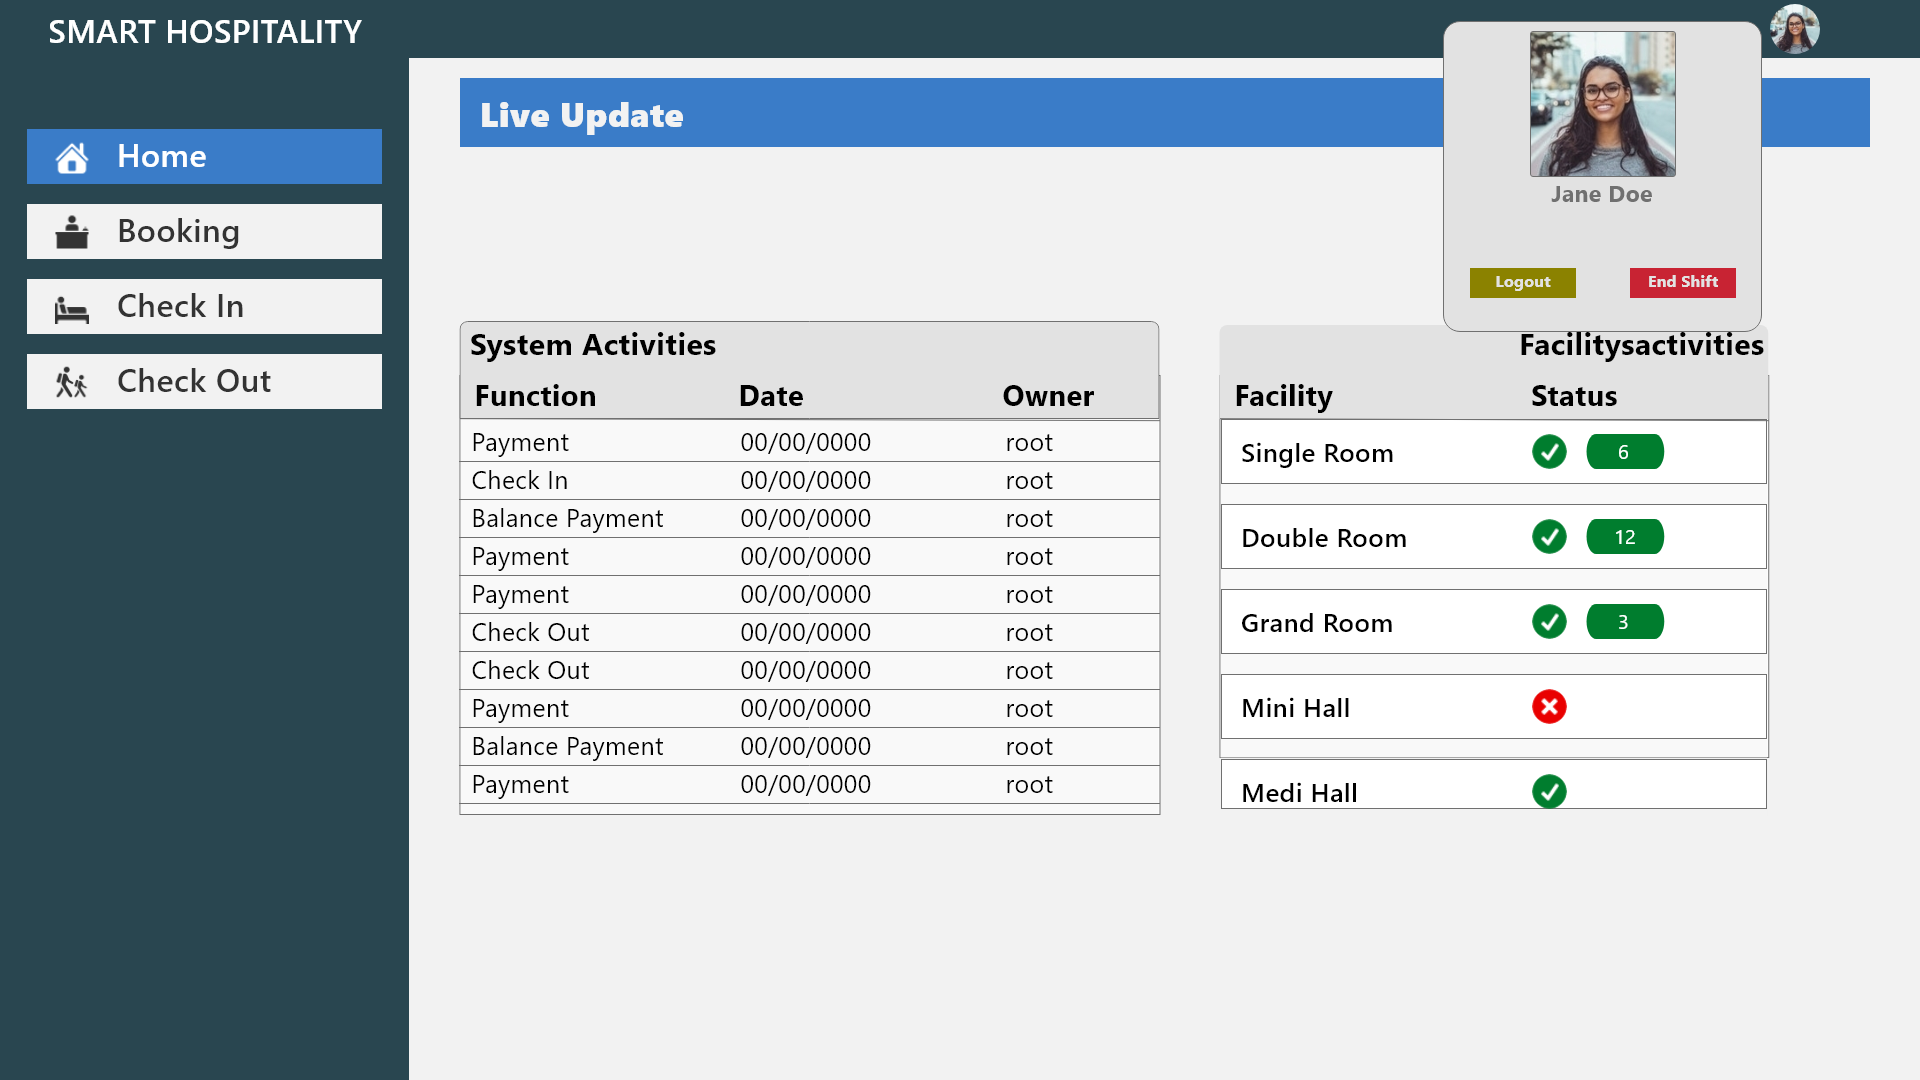 SMART HOSPITALITY
Home
Booking
Check In
Check Out
Live Update
Jane Doe
Logout End Shift
System Activities
Function Date Owner
Payment 00/00/0000 root
Check In 00/00/0000 root
Balance Payment 00/00/0000 root
Payment 00/00/0000 root
Payment 00/00/0000 root
Check Out 00/00/0000 root
Check Out 00/00/0000 root
Payment 00/00/0000 root
Balance Payment 00/00/0000 root
Payment 00/00/0000 root
Facilitysactivities
Facility Status
Single Room 6
Double Room 12
Grand Room 3
Mini Hall
Medi Hall